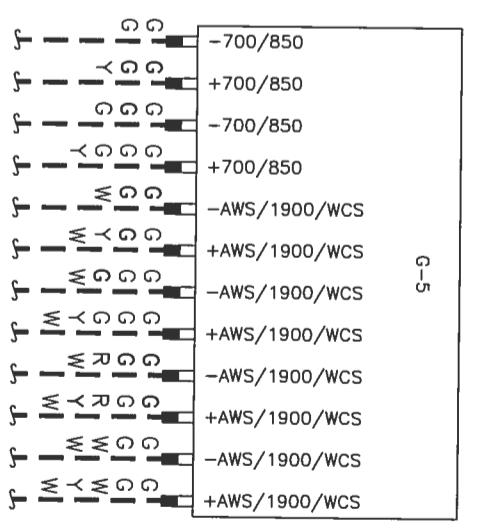 G G -700/850
Y G G +700/850
G G G -700/850
Y G G G +700/850
W G G -AWS/1900/WCS
W Y G G +AWS/1900/WCS
W G G G -AWS/1900/WCS
W Y G G G +AWS/1900/WCS
W R G G -AWS/1900/WCS
W Y R G G +AWS/1900/WCS
W W G G -AWS/1900/WCS
W Y W G G +AWS/1900/WCS
G-5